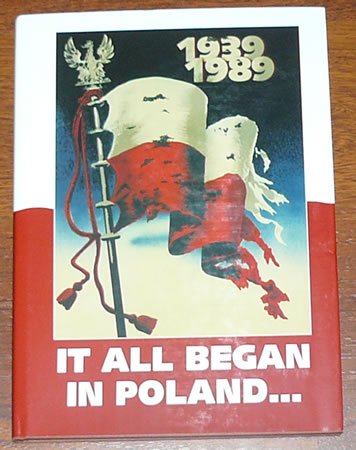 1939
1989
IT ALL BEGAN
IN POLAND...